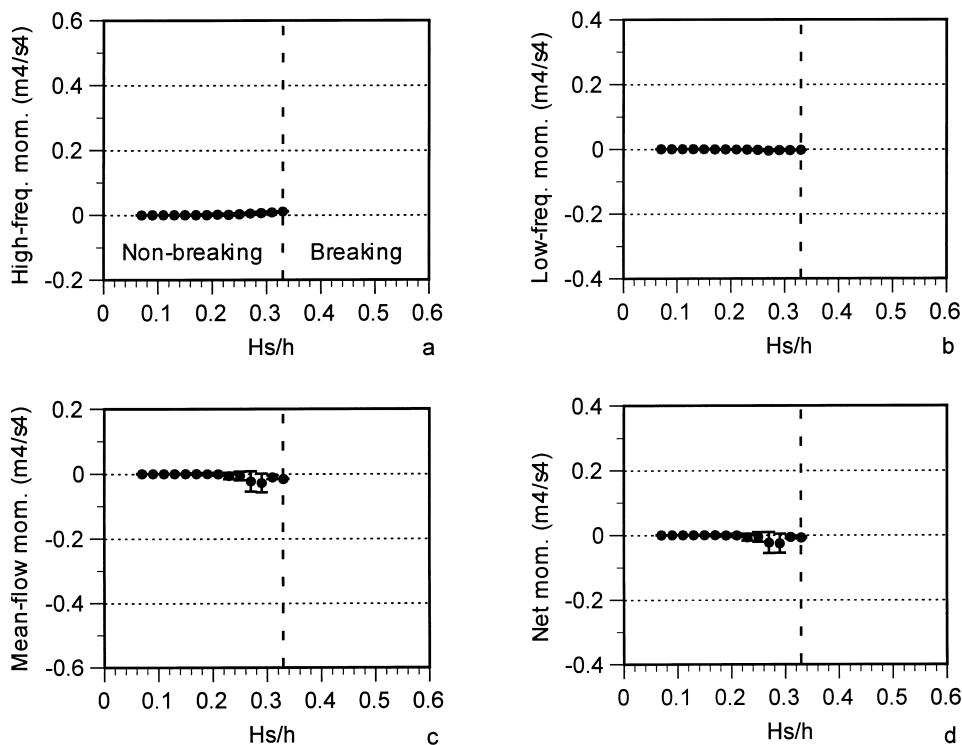 High-freq. mom. (m4/s4)
0.6
0.4
0.2
0
-0.2
Non-breaking
Breaking
0 0.1 0.2 0.3 0.4 0.5 0.6
Hs/h
a
Low-freq. mom. (m4/s4)
0.4
0.2
0
-0.2
-0.4
0 0.1 0.2 0.3 0.4 0.5 0.6
Hs/h
b
Mean-flow mom. (m4/s4)
0.2
0
-0.2
-0.4
-0.6
0 0.1 0.2 0.3 0.4 0.5 0.6
Hs/h
c
Net mom. (m4/s4)
0.4
0.2
0
-0.2
-0.4
0 0.1 0.2 0.3 0.4 0.5 0.6
Hs/h
d